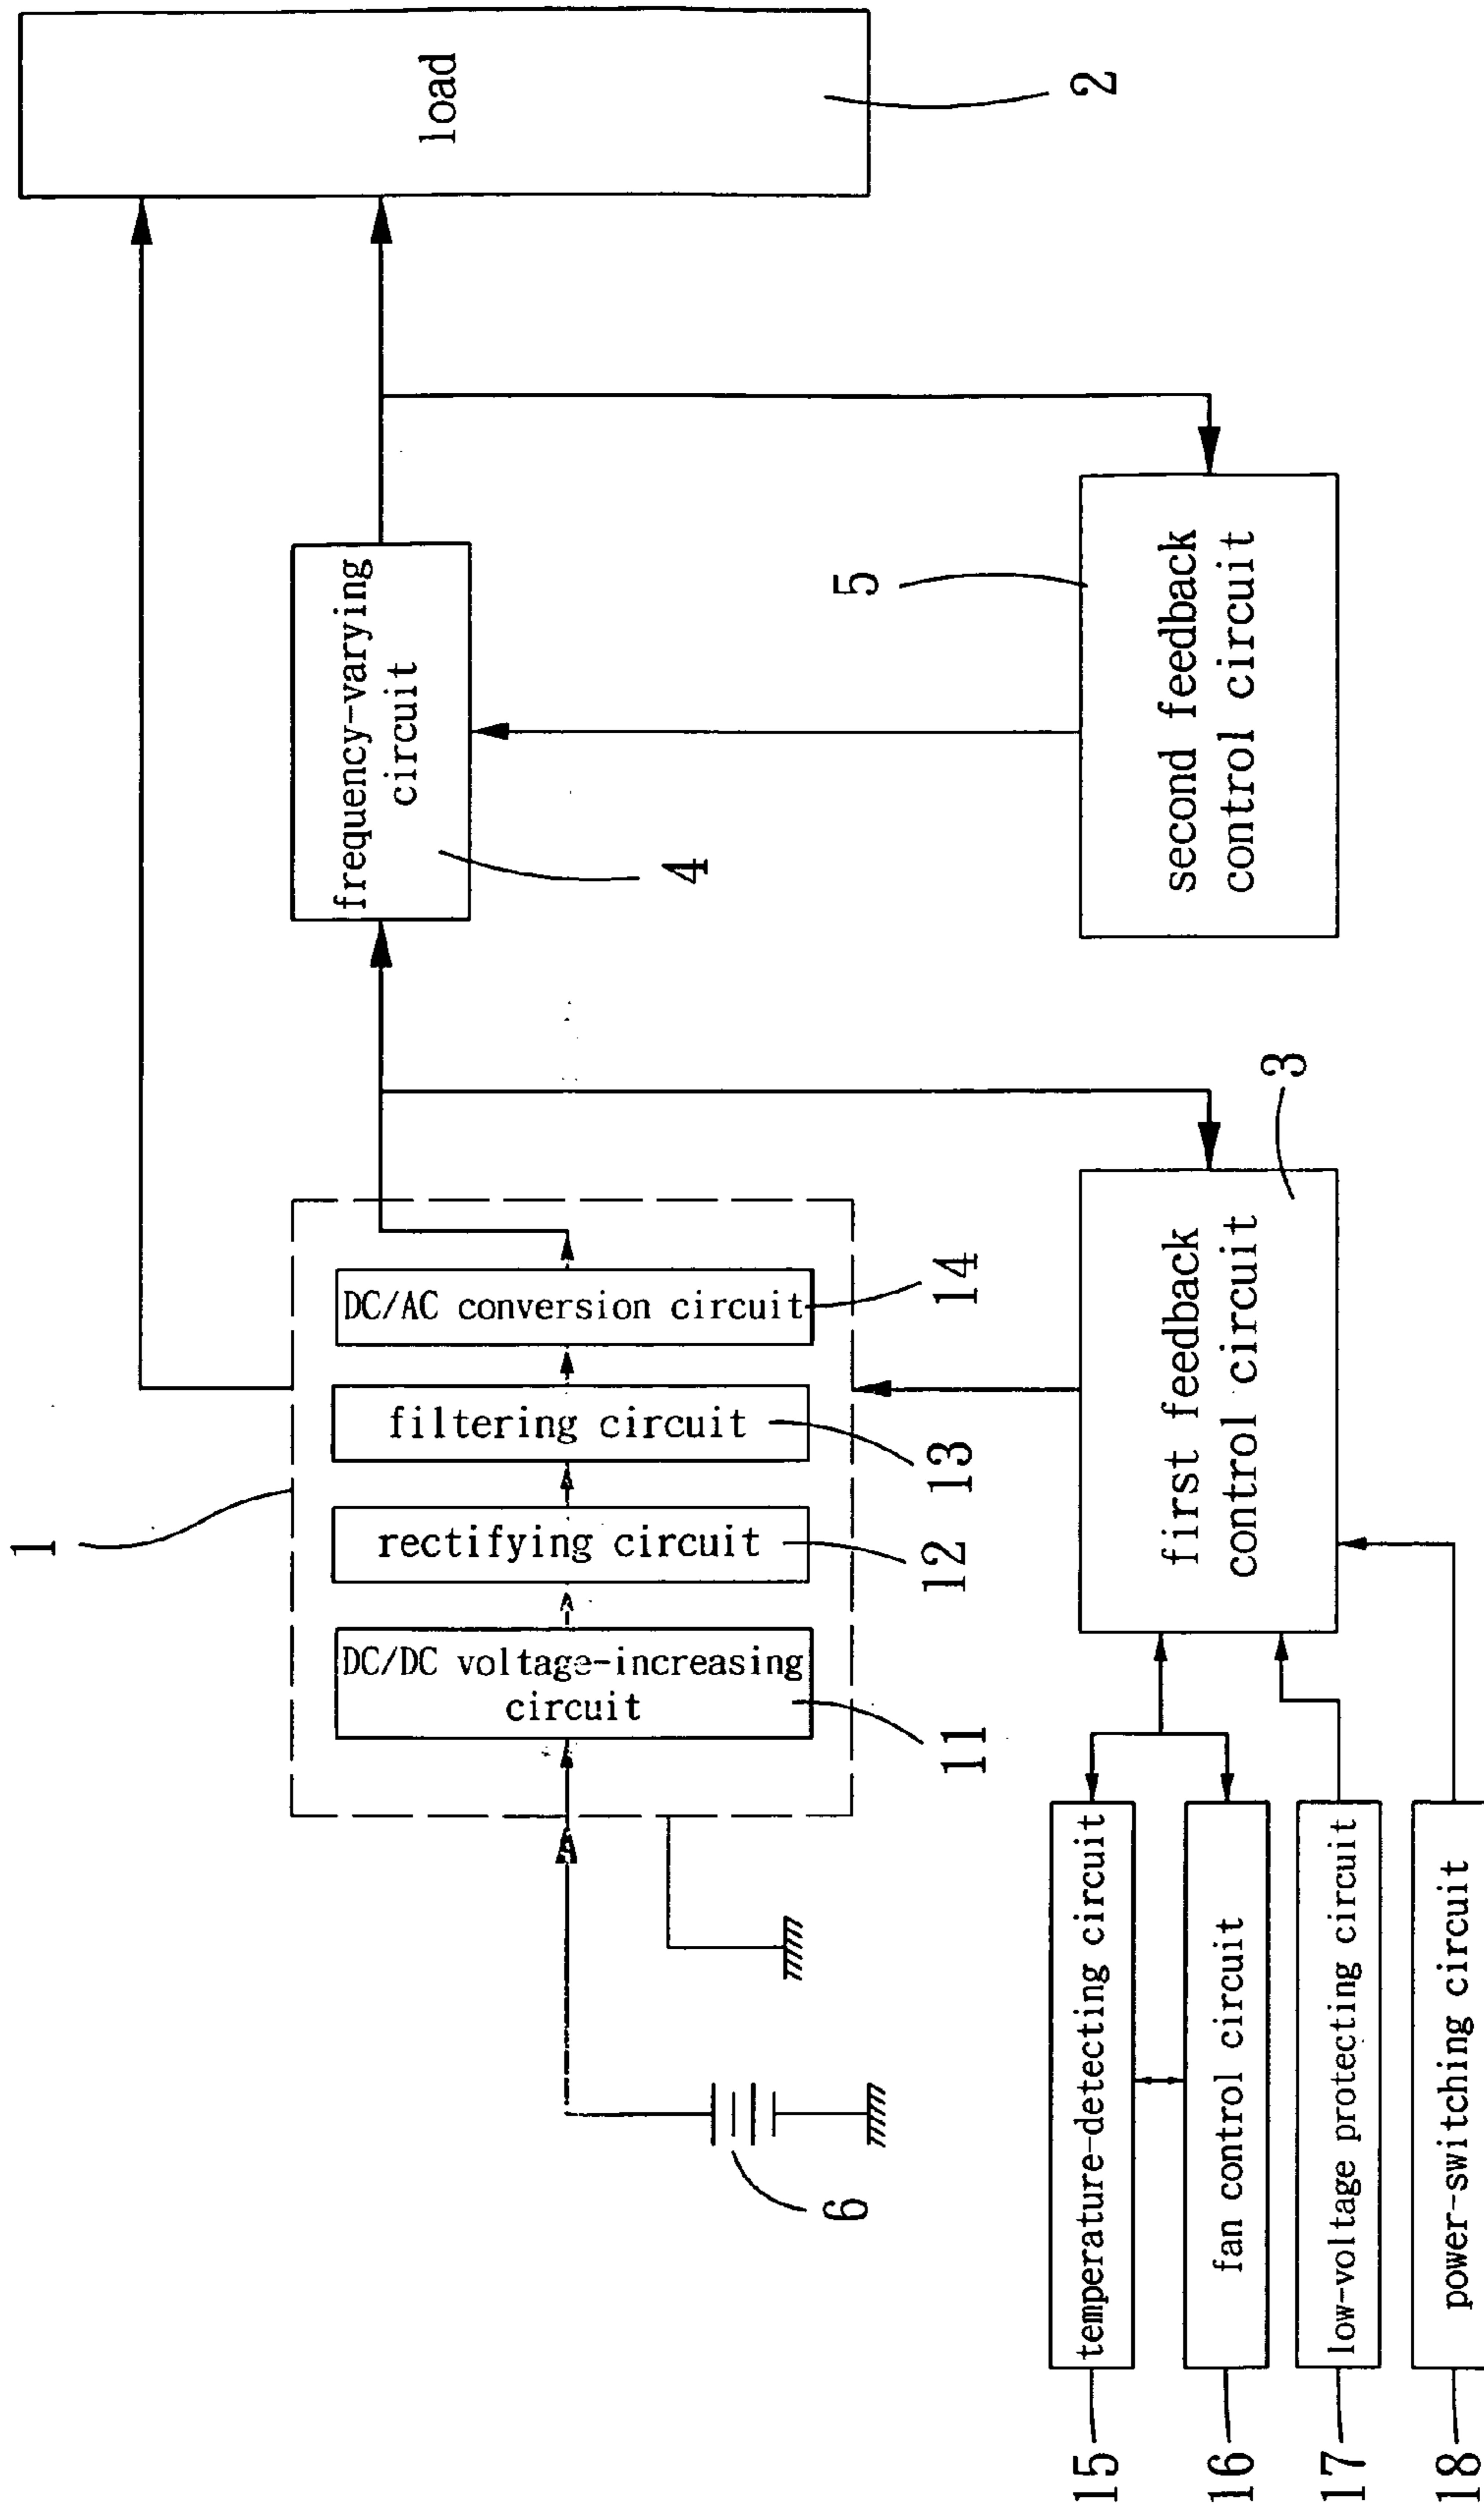 load
2
frequency-varying
circuit
4
5
second feedback
control circuit
1
DC/DC voltage-increasing
circuit
11
rectifying circuit
12
filtering circuit
13
DC/AC conversion circuit
14
3
first feedback
control circuit
6
15
temperature-detecting circuit
16
fan control circuit
17
low-voltage protecting circuit
18
power-switching circuit